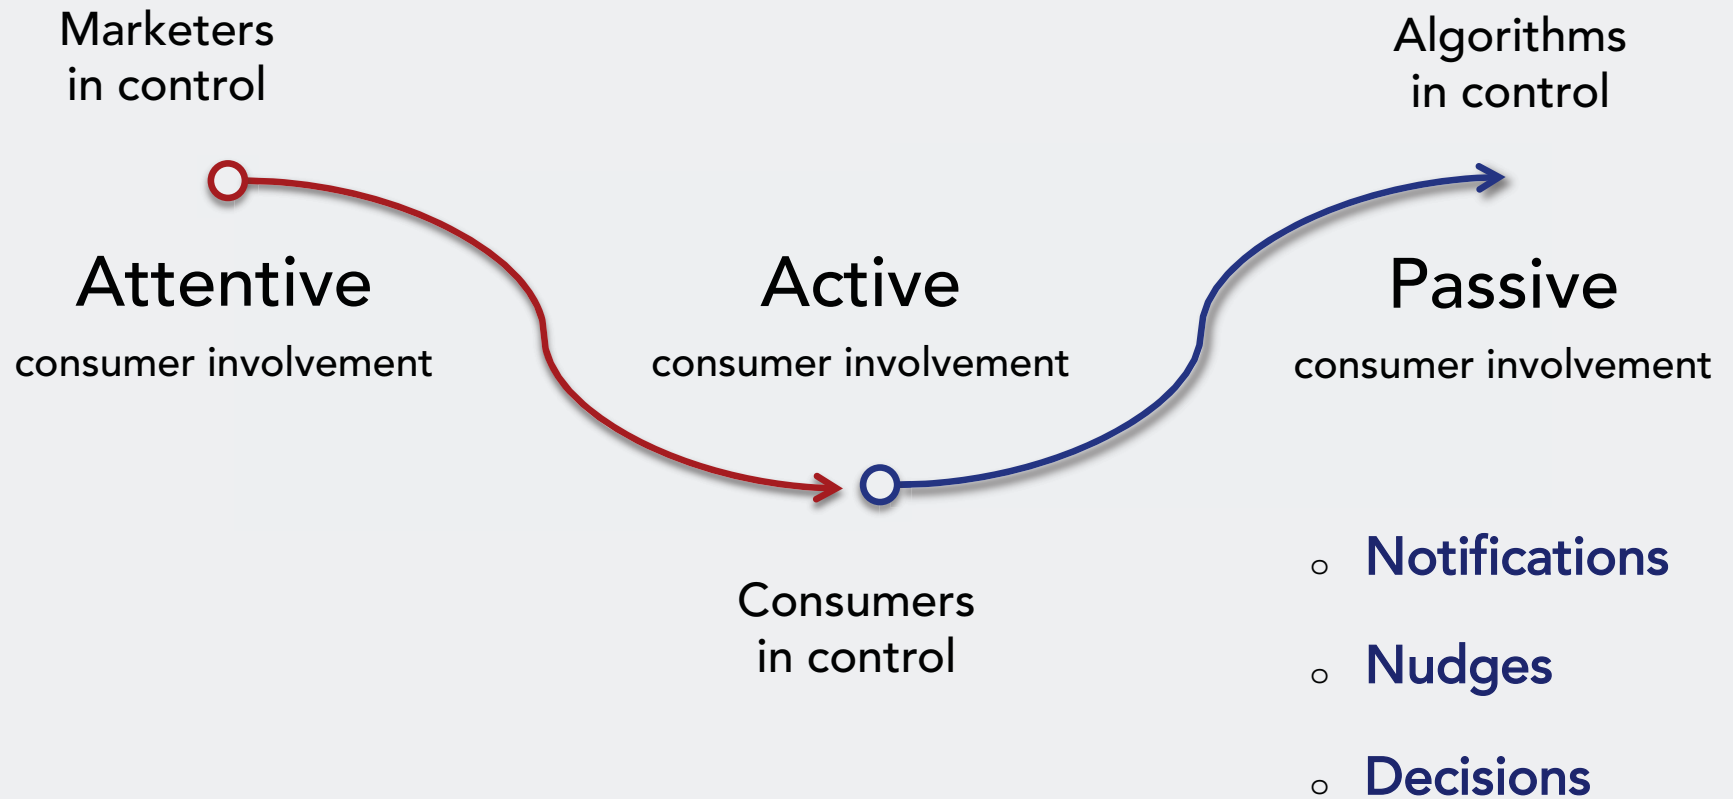 Marketers
in control
Attentive
consumer involvement
Active
consumer involvement
Consumers
in control
Algorithms
in control
Passive
consumer involvement
Notifications
Nudges
Decisions